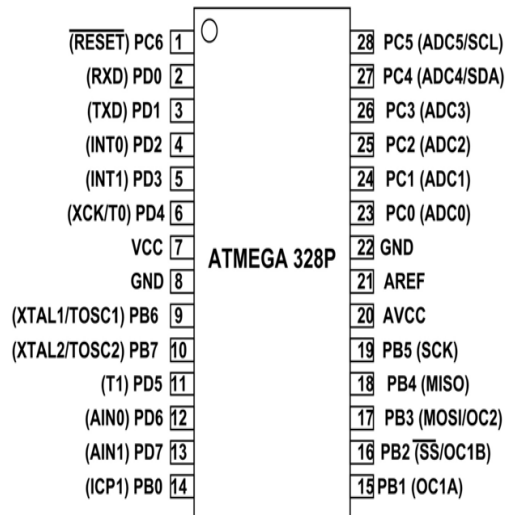 (RESET) PC6 1
(RXD) PD0 2
(TXD) PD1 3
(INT0) PD2 4
(INT1) PD3 5
(XCK/T0) PD4 6
VCC 7
GND 8
(XTAL1/TOSC1) PB6 9
(XTAL2/TOSC2) PB7 10
(T1) PD5 11
(AIN0) PD6 12
(AIN1) PD7 13
(ICP1) PB0 14
ATMEGA 328P
28 PC5 (ADC5/SCL)
27 PC4 (ADC4/SDA)
26 PC3 (ADC3)
25 PC2 (ADC2)
24 PC1 (ADC1)
23 PC0 (ADC0)
22 GND
21 AREF
20 AVCC
19 PB5 (SCK)
18 PB4 (MISO)
17 PB3 (MOSI/OC2)
16 PB2 (SS/OC1B)
15 PB1 (OC1A)